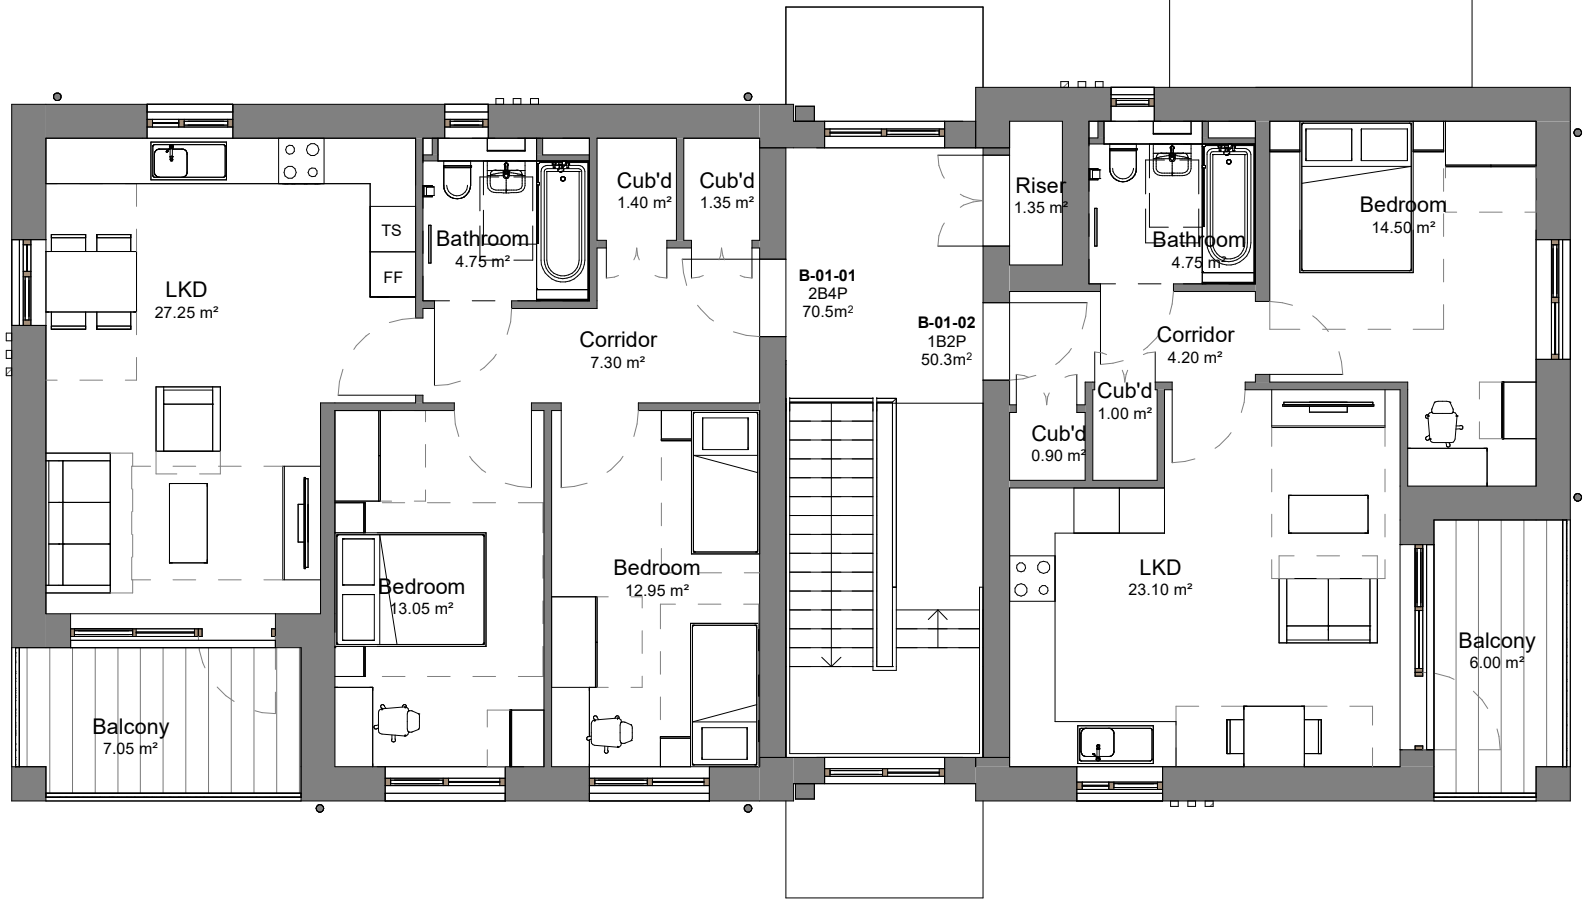 Cub'd
1.40 m²
Cub'd
1.35 m²
TS
FF
Bathroom
4.75 m²
LKD
27.25 m²
Corridor
7.30 m²
B-01-01
2B4P
70.5m²
Bedroom
13.05 m²
Bedroom
12.95 m²
Balcony
7.05 m²
Riser
1.35 m²
Bathroom
4.75 m²
Bedroom
14.50 m²
B-01-02
1B2P
50.3m²
Corridor
4.20 m²
Cub'd
1.00 m²
Cub'd
0.90 m²
LKD
23.10 m²
Balcony
6.00 m²